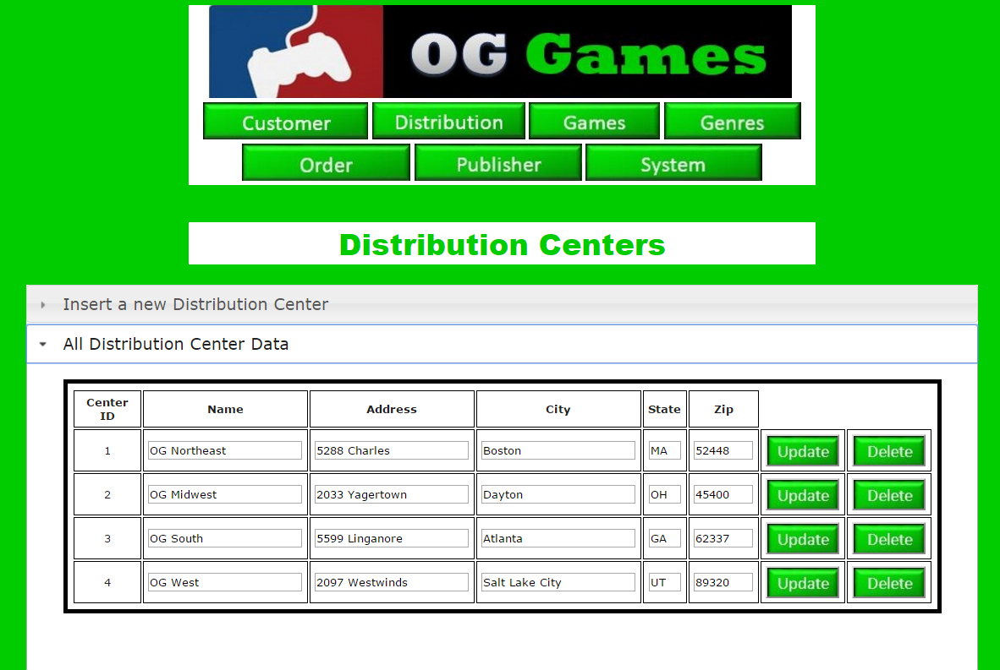 OG Games
Customer Distribution Games Genres
Order Publisher System
Distribution Centers
Insert a new Distribution Center
All Distribution Center Data
Center ID Name Address City State Zip
1 OG Northeast 5288 Charles Boston MA 52448 Update Delete
2 OG Midwest 2033 Yagertown Dayton OH 45400 Update Delete
3 OG South 5599 Linganore Atlanta GA 62337 Update Delete
4 OG West 2097 Westwinds Salt Lake City UT 89320 Update Delete